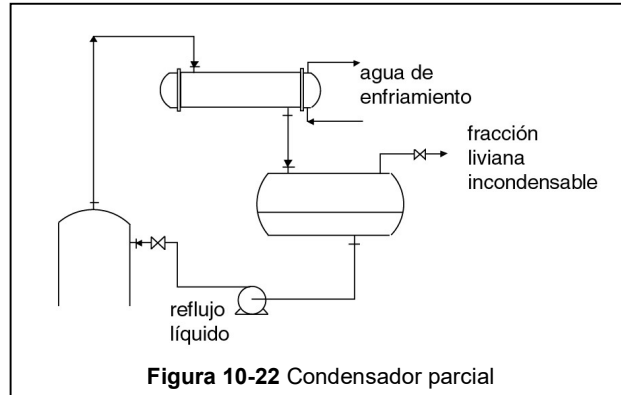 agua de
enfriamiento
fracción
liviana
incondensable
reflujo
líquido
Figura 10-22 Condensador parcial